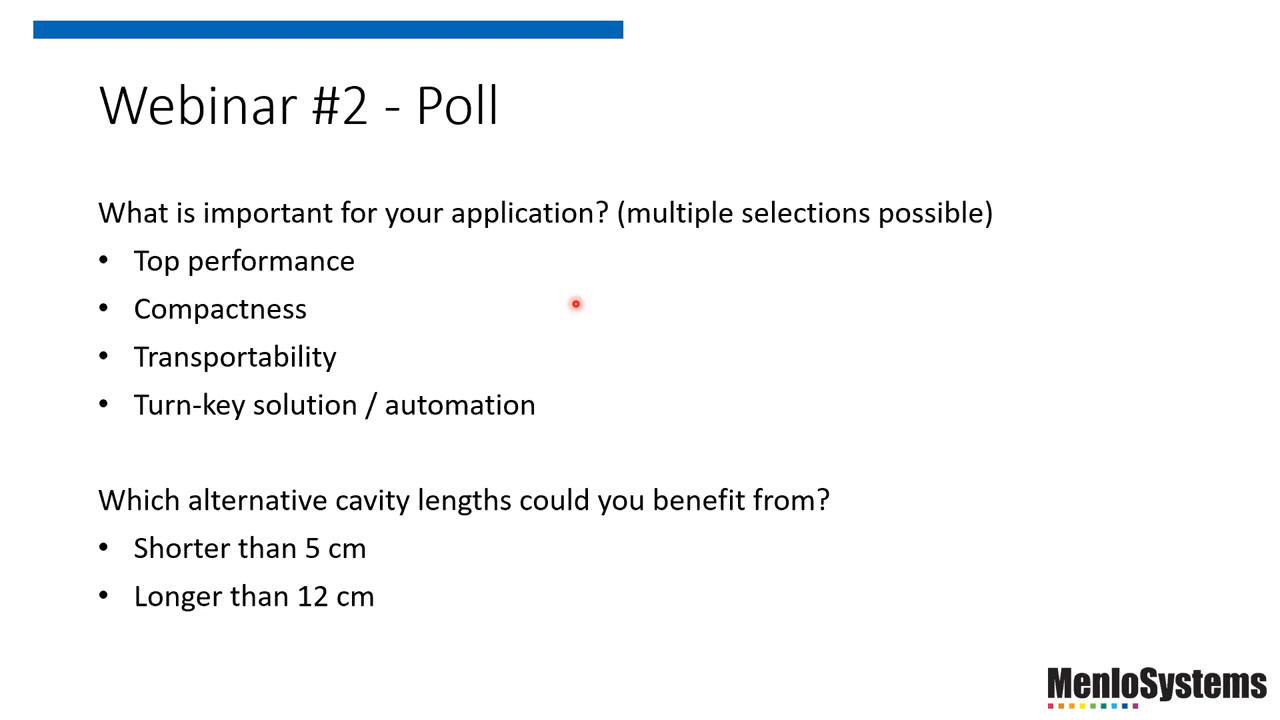 Webinar #2 - Poll
What is important for your application? (multiple selections possible)
• Top performance
• Compactness
• Transportability
• Turn-key solution / automation
Which alternative cavity lengths could you benefit from?
• Shorter than 5 cm
• Longer than 12 cm
MenloSystems